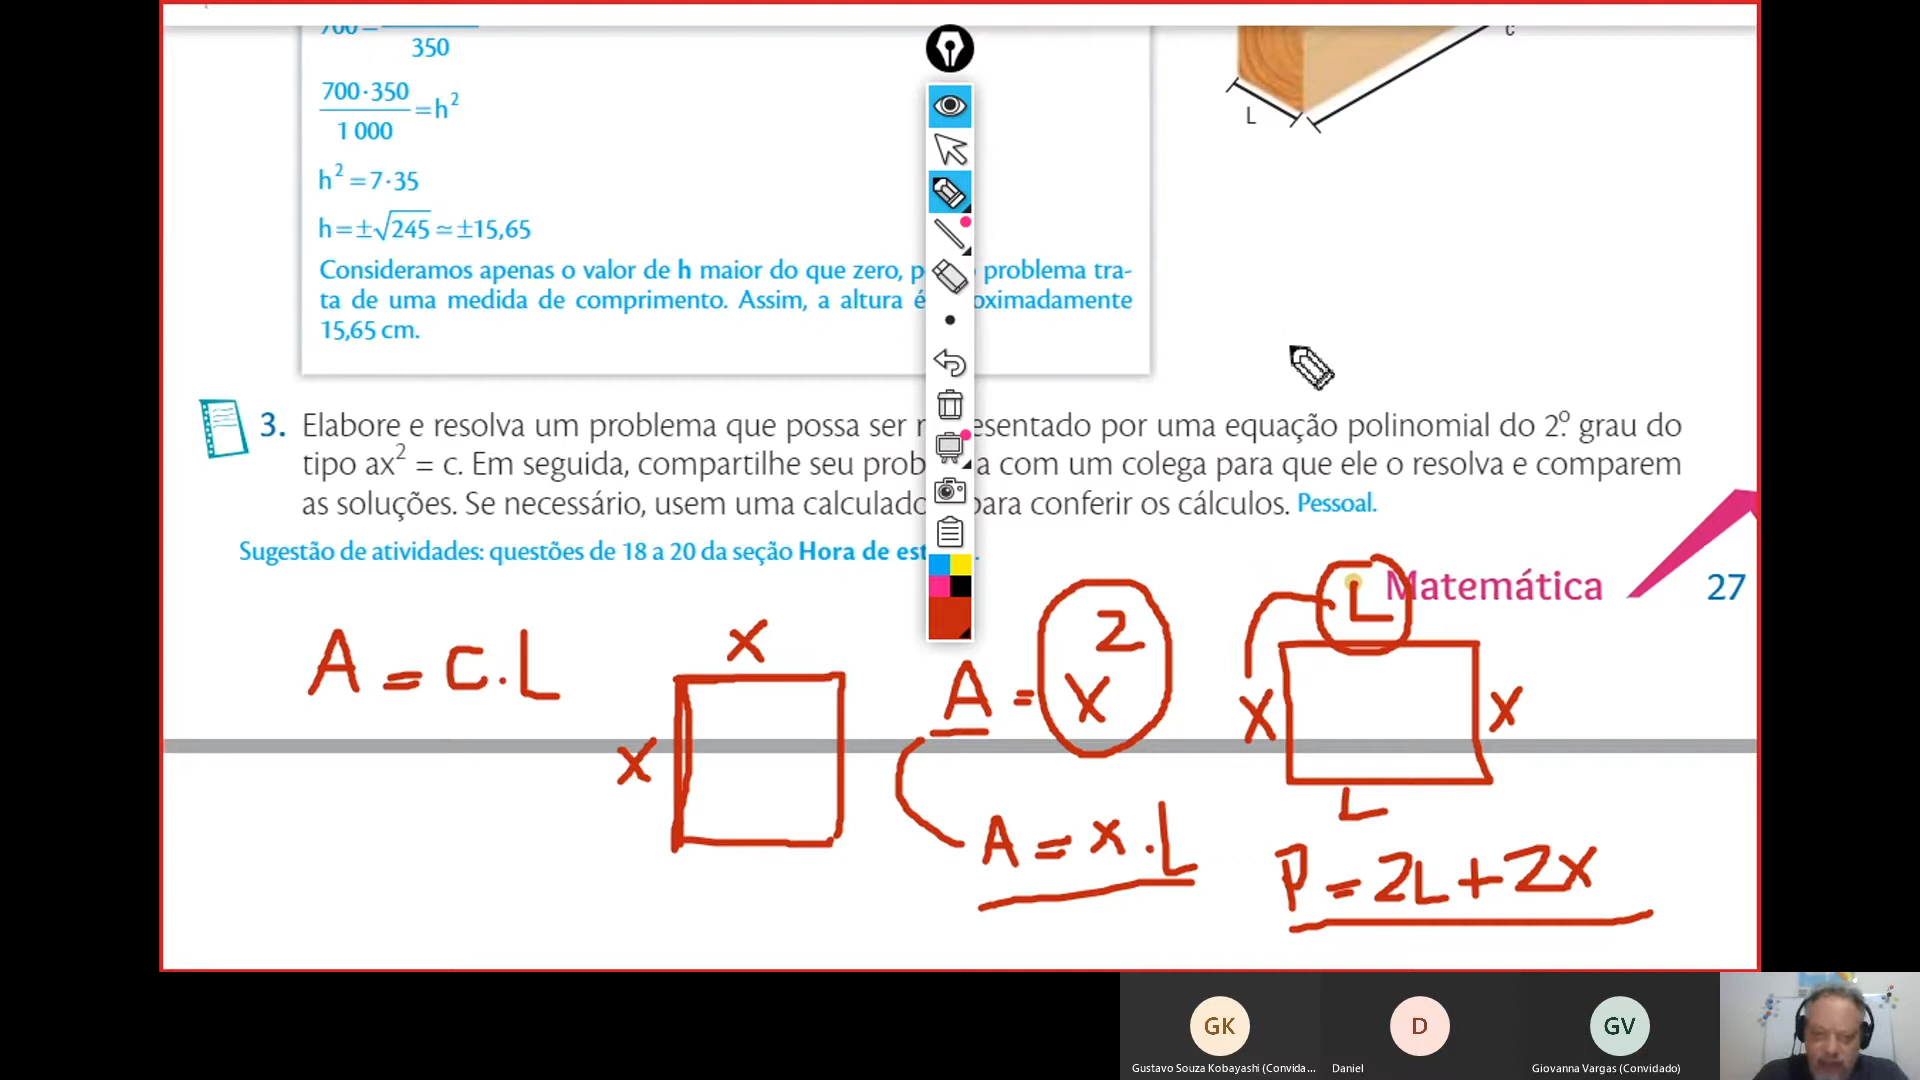 700=
350
700·350
1 000
=h²
h²=7·35
h=±√245≃±15,65
Consideramos apenas o valor de h maior do que zero, p problema tra-
ta de uma medida de comprimento. Assim, a altura é oximadamente
15,65 cm.
c
L
3. Elabore e resolva um problema que possa ser r esentado por uma equação polinomial do 2º. grau do
tipo ax² = c. Em seguida, compartilhe seu prob a com um colega para que ele o resolva e comparem
as soluções. Se necessário, usem uma calculado para conferir os cálculos. Pessoal.
Sugestão de atividades: questões de 18 a 20 da seção Hora de est .
Matemática 27
A = C.L
x
x
A = x²
A = x.L
L
x
x
L
P = 2L+2x
GK
D
GV
Gustavo Souza Kobayashi (Convida...
Daniel
Giovanna Vargas (Convidado)